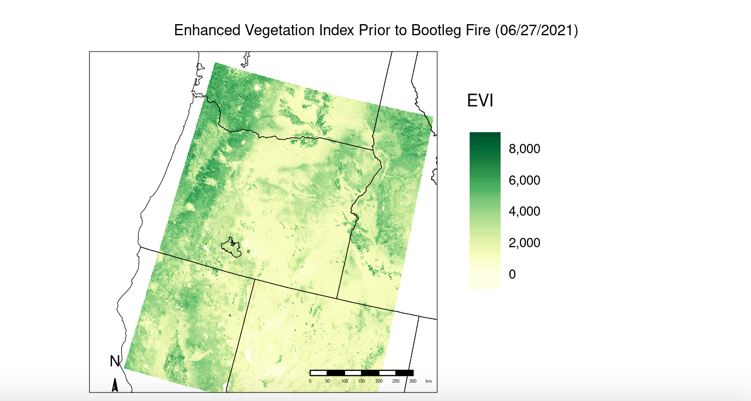 Enhanced Vegetation Index Prior to Bootleg Fire (06/27/2021)
EVI
8,000
6,000
4,000
2,000
0
N
0 50 100 150 200 250 300 km